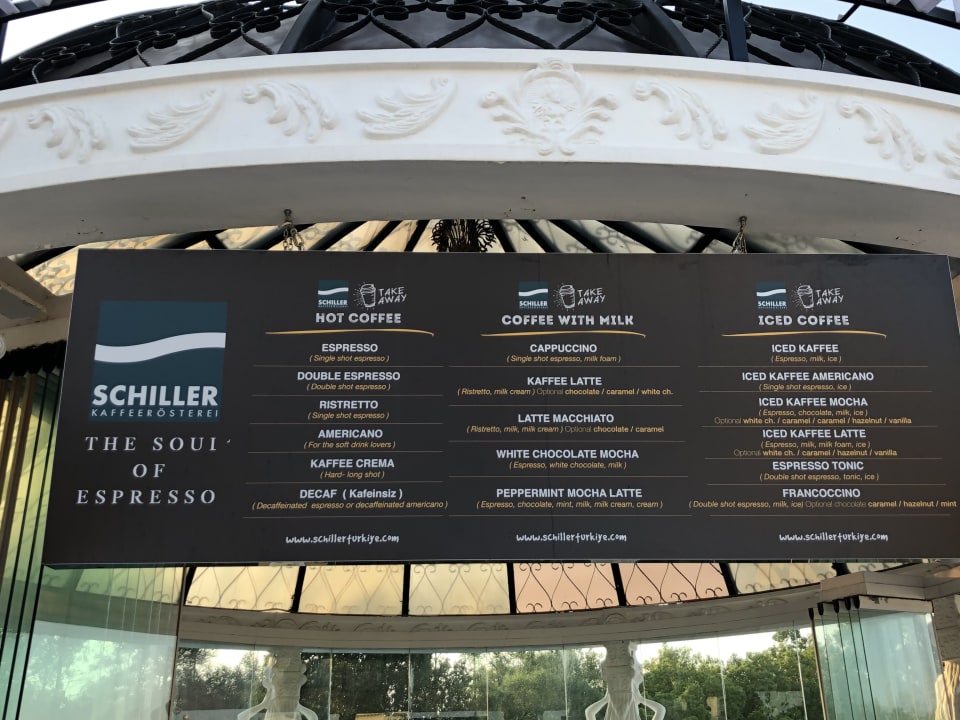 SCHILLER
KAFFEERÖSTEREI
THE SOUL
OF
ESPRESSO
SCHILLER
TAKE
AWAY
HOT COFFEE
ESPRESSO
( Single shot espresso )
DOUBLE ESPRESSO
( Double shot espresso )
RISTRETTO
( Single shot espresso )
AMERICANO
( For the soft drink lovers )
KAFFEE CREMA
( Hard- long shot )
DECAF ( Kafeinsiz )
( Decaffeinated espresso or decaffeinated americano )
www.schillerturkiye.com
SCHILLER
TAKE
AWAY
COFFEE WITH MILK
CAPPUCCINO
( Single shot espresso, milk foam )
KAFFEE LATTE
( Ristretto, milk cream ) Optional chocolate / caramel / white ch.
LATTE MACCHIATO
( Ristretto, milk, milk cream ) Optional chocolate / caramel
WHITE CHOCOLATE MOCHA
( Espresso, white chocolate, milk )
PEPPERMINT MOCHA LATTE
( Espresso, chocolate, mint, milk, milk cream, cream )
www.schillerturkiye.com
SCHILLER
TAKE
AWAY
ICED COFFEE
ICED KAFFEE
( Espresso, milk, ice )
ICED KAFFEE AMERICANO
( Single shot espresso, ice )
ICED KAFFEE MOCHA
( Espresso, chocolate, milk, ice )
Optional white ch. / caramel / caramel / hazelnut / vanilla
ICED KAFFEE LATTE
( Espresso, milk, milk foam, ice )
Optional white ch. / caramel / caramel / hazelnut / vanilla
ESPRESSO TONIC
( Double shot espresso, tonic, ice )
FRANCOCCINO
( Double shot espresso, milk, ice) Optional chocolate caramel / hazelnut / mint
www.schillerturkiye.com